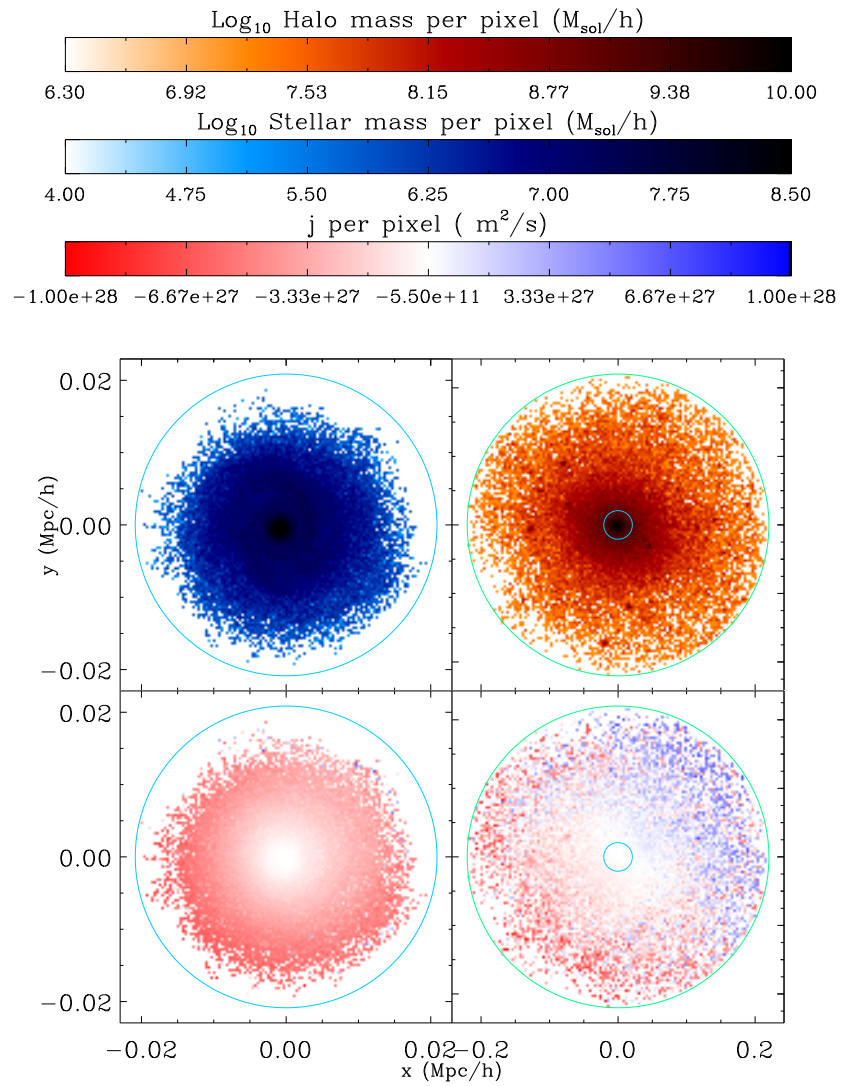 Log10 Halo mass per pixel (Msol/h)
6.30 6.92 7.53 8.15 8.77 9.38 10.00
Log10 Stellar mass per pixel (Msol/h)
4.00 4.75 5.50 6.25 7.00 7.75 8.50
j per pixel ( m²/s)
−1.00e+28 −6.67e+27 −3.33e+27 −5.50e+11 3.33e+27 6.67e+27 1.00e+28
0.02
0.00
−0.02
y (Mpc/h)
0.02
0.00
−0.02
−0.02 0.00 0.02 −0.2 0.0 0.2
x (Mpc/h)